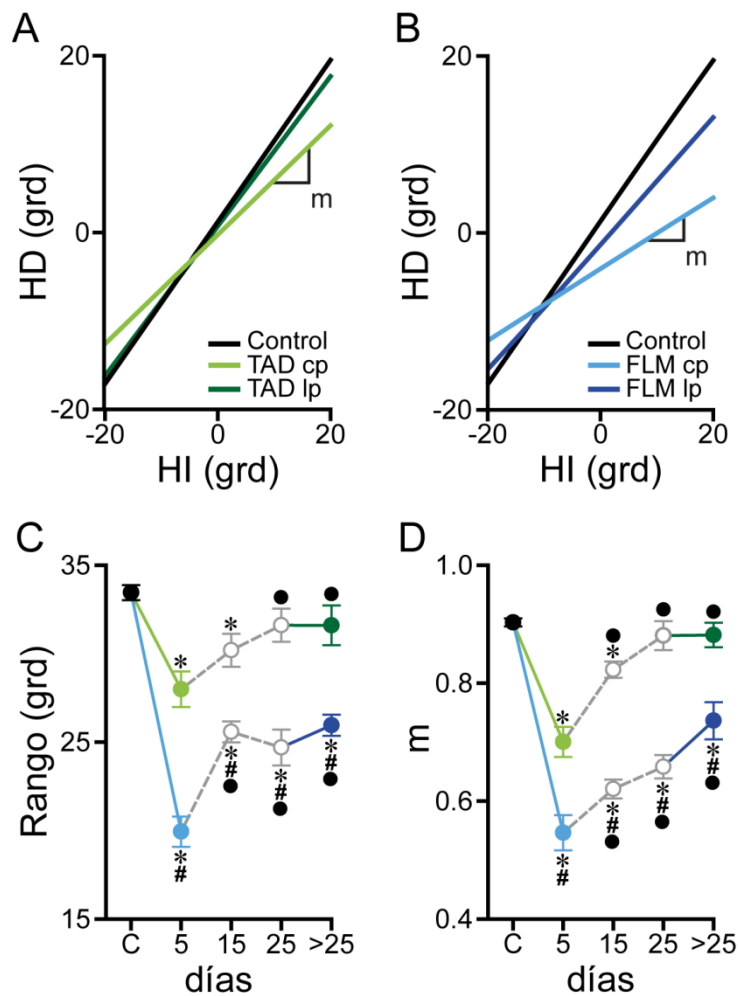 A
20
HD (grd)
0
-20
m
Control
TAD cp
TAD lp
-20
0
20
HI (grd)
B
20
HD (grd)
0
-20
m
Control
FLM cp
FLM lp
-20
0
20
HI (grd)
C
35
Rango (grd)
25
15
*
*
●
●
*#
*#●
*#●
*#●
C 5 15 25 >25
días
D
1.0
0.8
m
0.6
0.4
*
●*
●
●
*#
*#●
*#●
*#●
C 5 15 25 >25
días